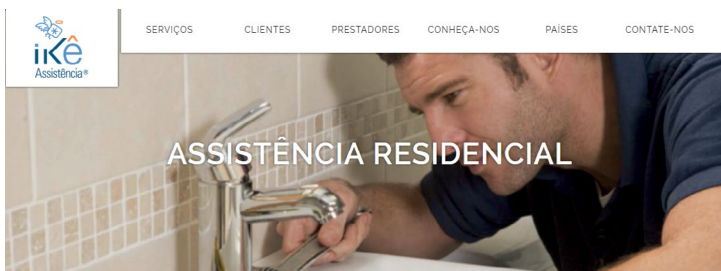 SERVIÇOS
CLIENTES
PRESTADORES
CONHEÇA-NOS
PAÍSES
CONTATE-NOS
iKê
Assistência®
ASSISTÊNCIA RESIDENCIAL